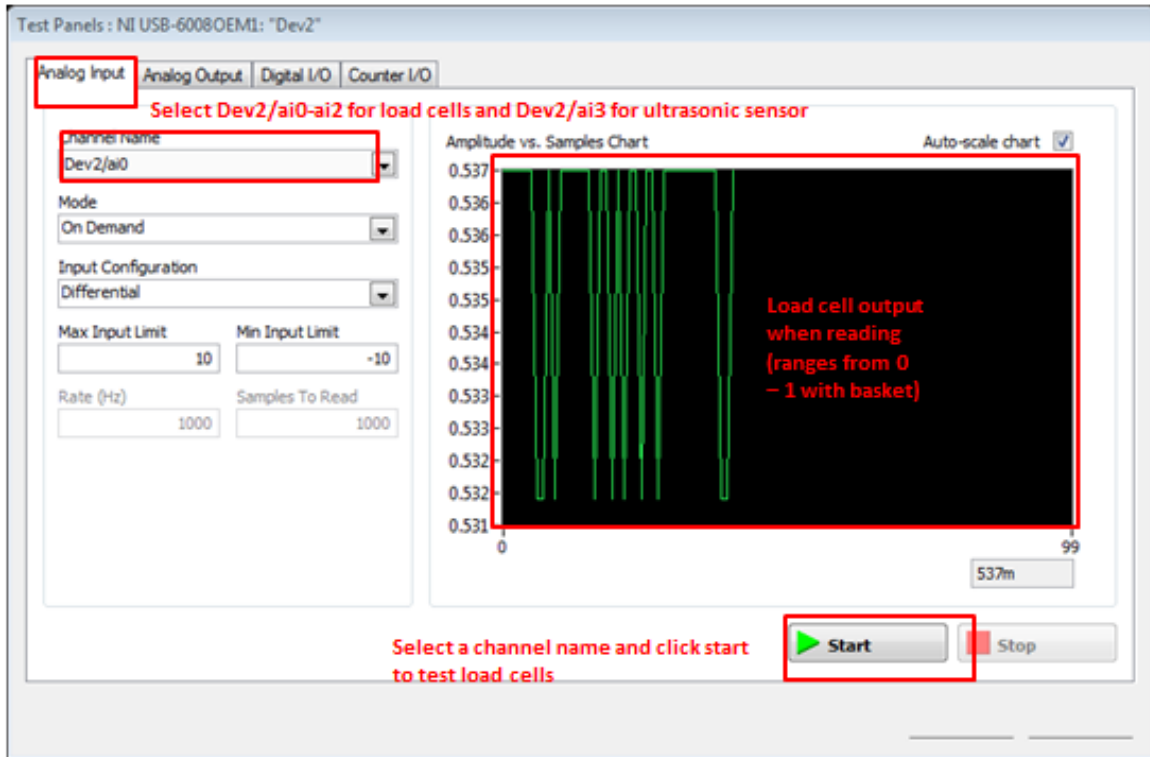 Test Panels : NI USB-6008OEM1: "Dev2"
Analog Input
Analog Output
Digital I/O
Counter I/O
Select Dev2/ai0-ai2 for load cells and Dev2/ai3 for ultrasonic sensor
Channel Name
Dev2/ai0
Mode
On Demand
Input Configuration
Differential
Max Input Limit
Min Input Limit
10
-10
Rate (Hz)
Samples To Read
1000
1000
Amplitude vs. Samples Chart
Auto-scale chart
0.537
0.536
0.536
0.535
0.535
0.534
0.534
0.533
0.533
0.532
0.532
0.531
0
99
Load cell output
when reading
(ranges from 0
– 1 with basket)
537m
Select a channel name and click start
to test load cells
Start
Stop